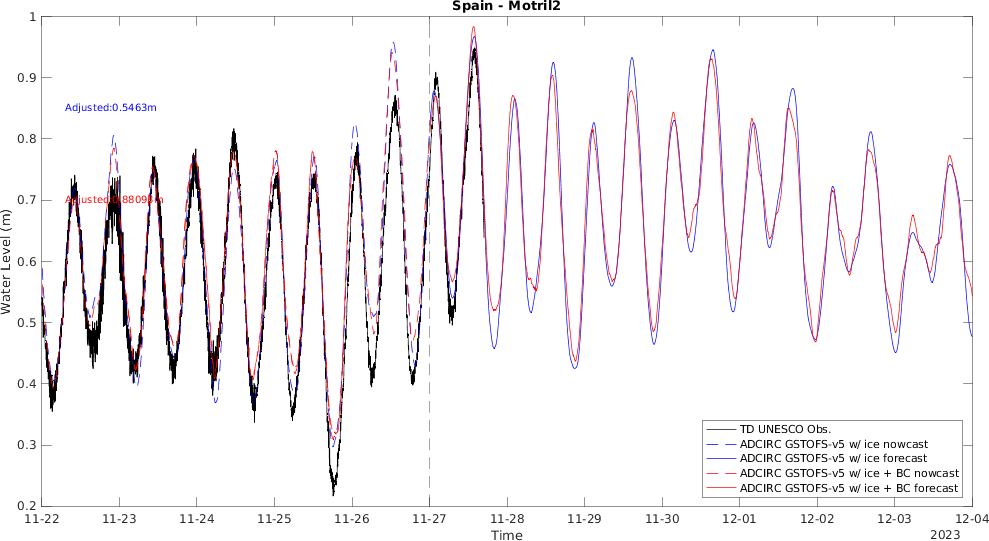 Spain - Motril2
1
0.9
0.8
0.7
0.6
0.5
0.4
0.3
0.2
Water Level (m)
Adjusted:0.5463m
TD UNESCO Obs.
ADCIRC GSTOFS-v5 w/ ice nowcast
ADCIRC GSTOFS-v5 w/ ice forecast
ADCIRC GSTOFS-v5 w/ ice + BC nowcast
ADCIRC GSTOFS-v5 w/ ice + BC forecast
11-22 11-23 11-24 11-25 11-26 11-27 11-28 11-29 11-30 12-01 12-02 12-03 12-04
Time
2023